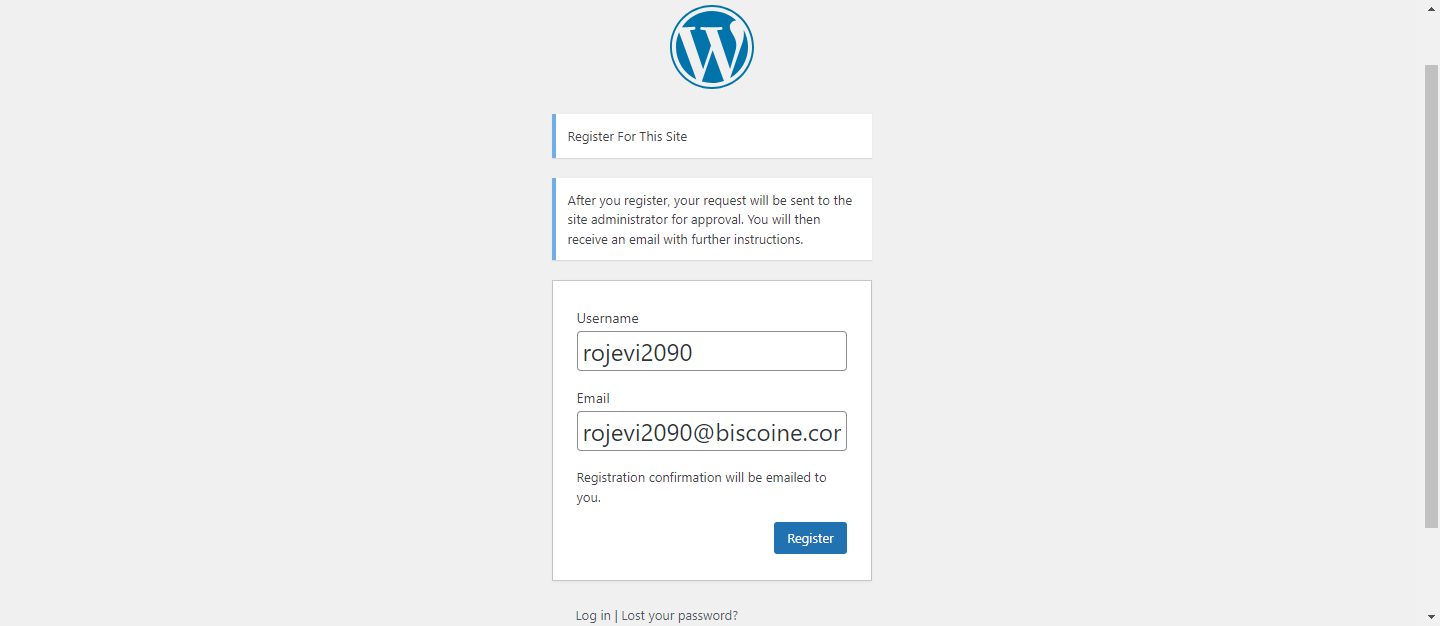 Register For This Site
After you register, your request will be sent to the
site administrator for approval. You will then
receive an email with further instructions.
Username
rojevi2090
Email
rojevi2090@biscoine.cor
Registration confirmation will be emailed to
you.
Register
Log in | Lost your password?